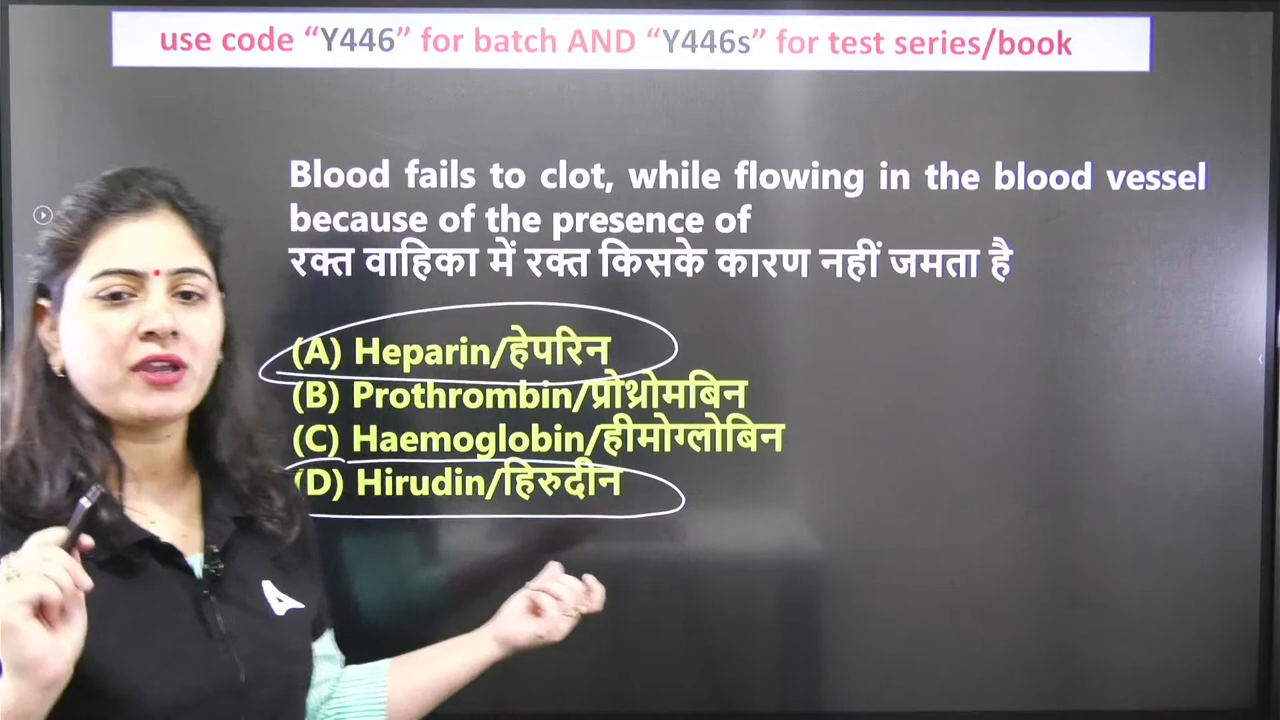 use code “Y446” for batch AND “Y446s” for test series/book
Blood fails to clot, while flowing in the blood vessel
because of the presence of
रक्त वाहिका में रक्त किसके कारण नहीं जमता है
(A) Heparin/हेपरिन
(B) Prothrombin/प्रोथ्रोमबिन
(C) Haemoglobin/हीमोग्लोबिन
(D) Hirudin/हिरुदीन